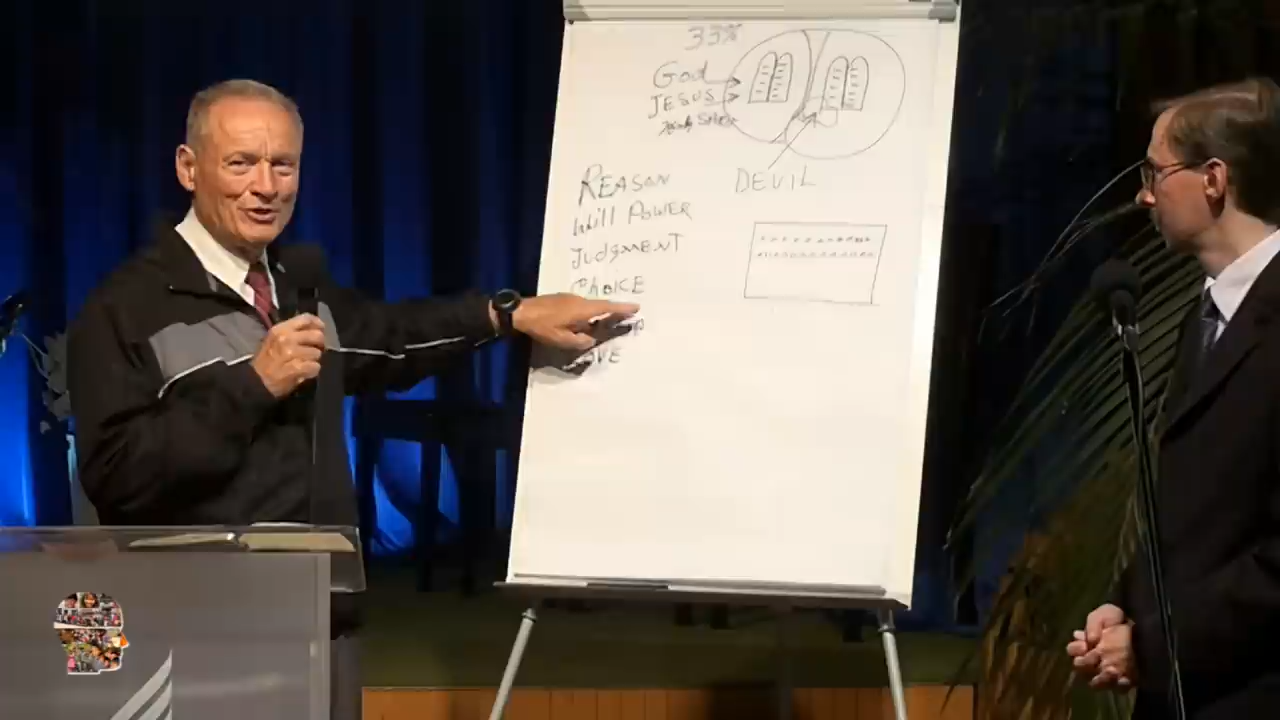 33%
God
JESUS
DEVIL
REASON
Will POWER
JUDGMENT
ChOICE